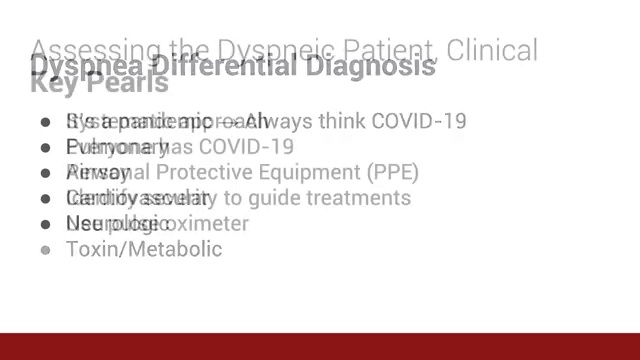 Assessing the Dyspneic Patient, Clinical
Dyspnea Differential Diagnosis
Key Pearls
It's a pandemic → Always think COVID-19
Systematic approach
Everyone has COVID-19
Pulmonary
Personal Protective Equipment (PPE)
Airway
Identify severity to guide treatments
Cardiovascular
Use pulse oximeter
Neurologic
Toxin/Metabolic